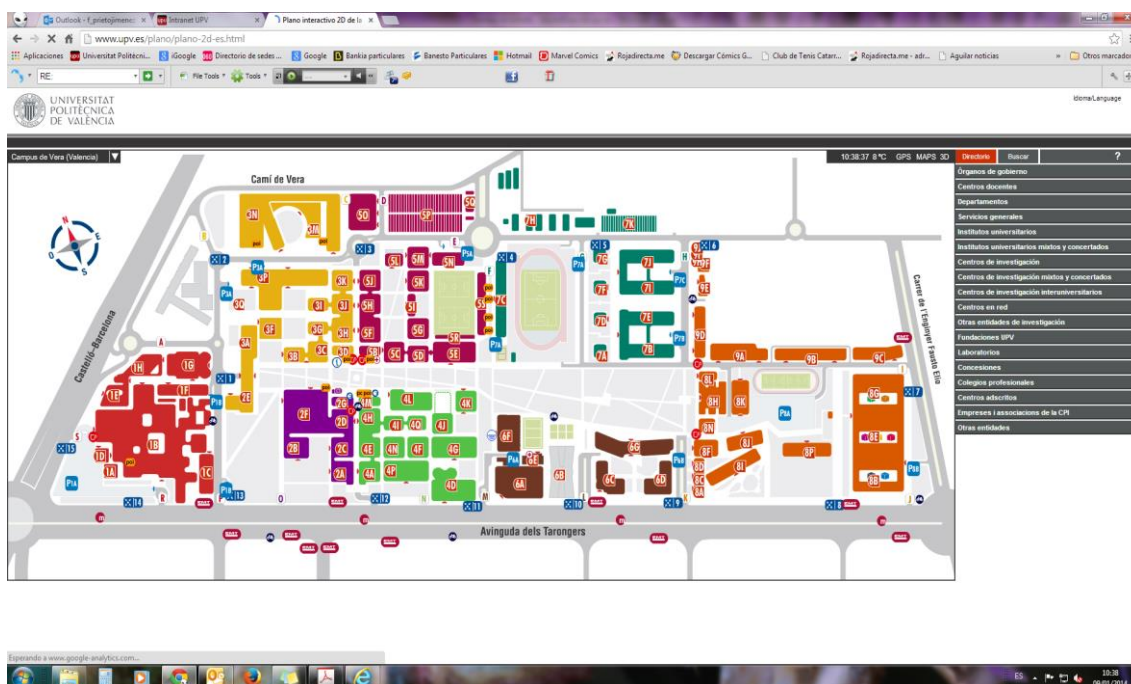 Outlook - f_prietojimenez
Intranet UPV
Plano interactivo 2D de la
www.upv.es/plano/plano-2d-es.html
Aplicaciones
Universitat Politècni...
iGoogle
Directorio de sedes ...
Google
Bankia particulares
Banesto Particulares
Hotmail
Marvel Comics
Rojadirecta.me
Descargar Cómics G...
Club de Tenis Catarr...
Rojadirecta.me - adr...
Aguilar noticias
Otros marcador
RE:
File Tools
Tools
UNIVERSITAT
POLITÈCNICA
DE VALÈNCIA
Idioma/Language
Campus de Vera (Valencia)
10:38:37 8°C GPS MAPS 3D
Directorio
Buscar
?
Órganos de gobierno
Centros docentes
Departamentos
Servicios generales
Institutos universitarios
Institutos universitarios mixtos y concertados
Centros de investigación
Centros de investigación mixtos y concertados
Centros de investigación interuniversitarios
Centros en red
Otras entidades de investigación
Fundaciones UPV
Laboratorios
Concesiones
Colegios profesionales
Centros adscritos
Empreses i associacions de la CPI
Otras entidades
Camí de Vera
Castelló-Barcelona
Carrer de l'Enginyer Fausto Elio
Avinguda dels Tarongers
N
E
S
O
3N
3M
5O
5P
5Q
7H
7K
3P
3K
3Q
3I
3J
3F
3G
3H
3A
3B
3C
3D
2E
5L
5M
5N
5J
5K
5H
5I
5F
5G
5S
5R
5B
5C
5D
5E
7C
7G
7J
7F
7I
7D
7E
7A
7B
9E
9D
9A
9B
9C
1H
1G
1E
1F
1B
1D
1A
1C
2F
2G
2D
2B
2C
2A
4M
4L
4K
4H
4I
4O
4J
4E
4N
4F
4G
4A
4P
4D
6F
6E
6A
6B
6G
6C
6D
8L
8H
8K
8N
8J
8F
8I
8D
8C
8A
8P
8G
8E
8B
Esperando a www.google-analytics.com...
ES
10:38
09/01/2014